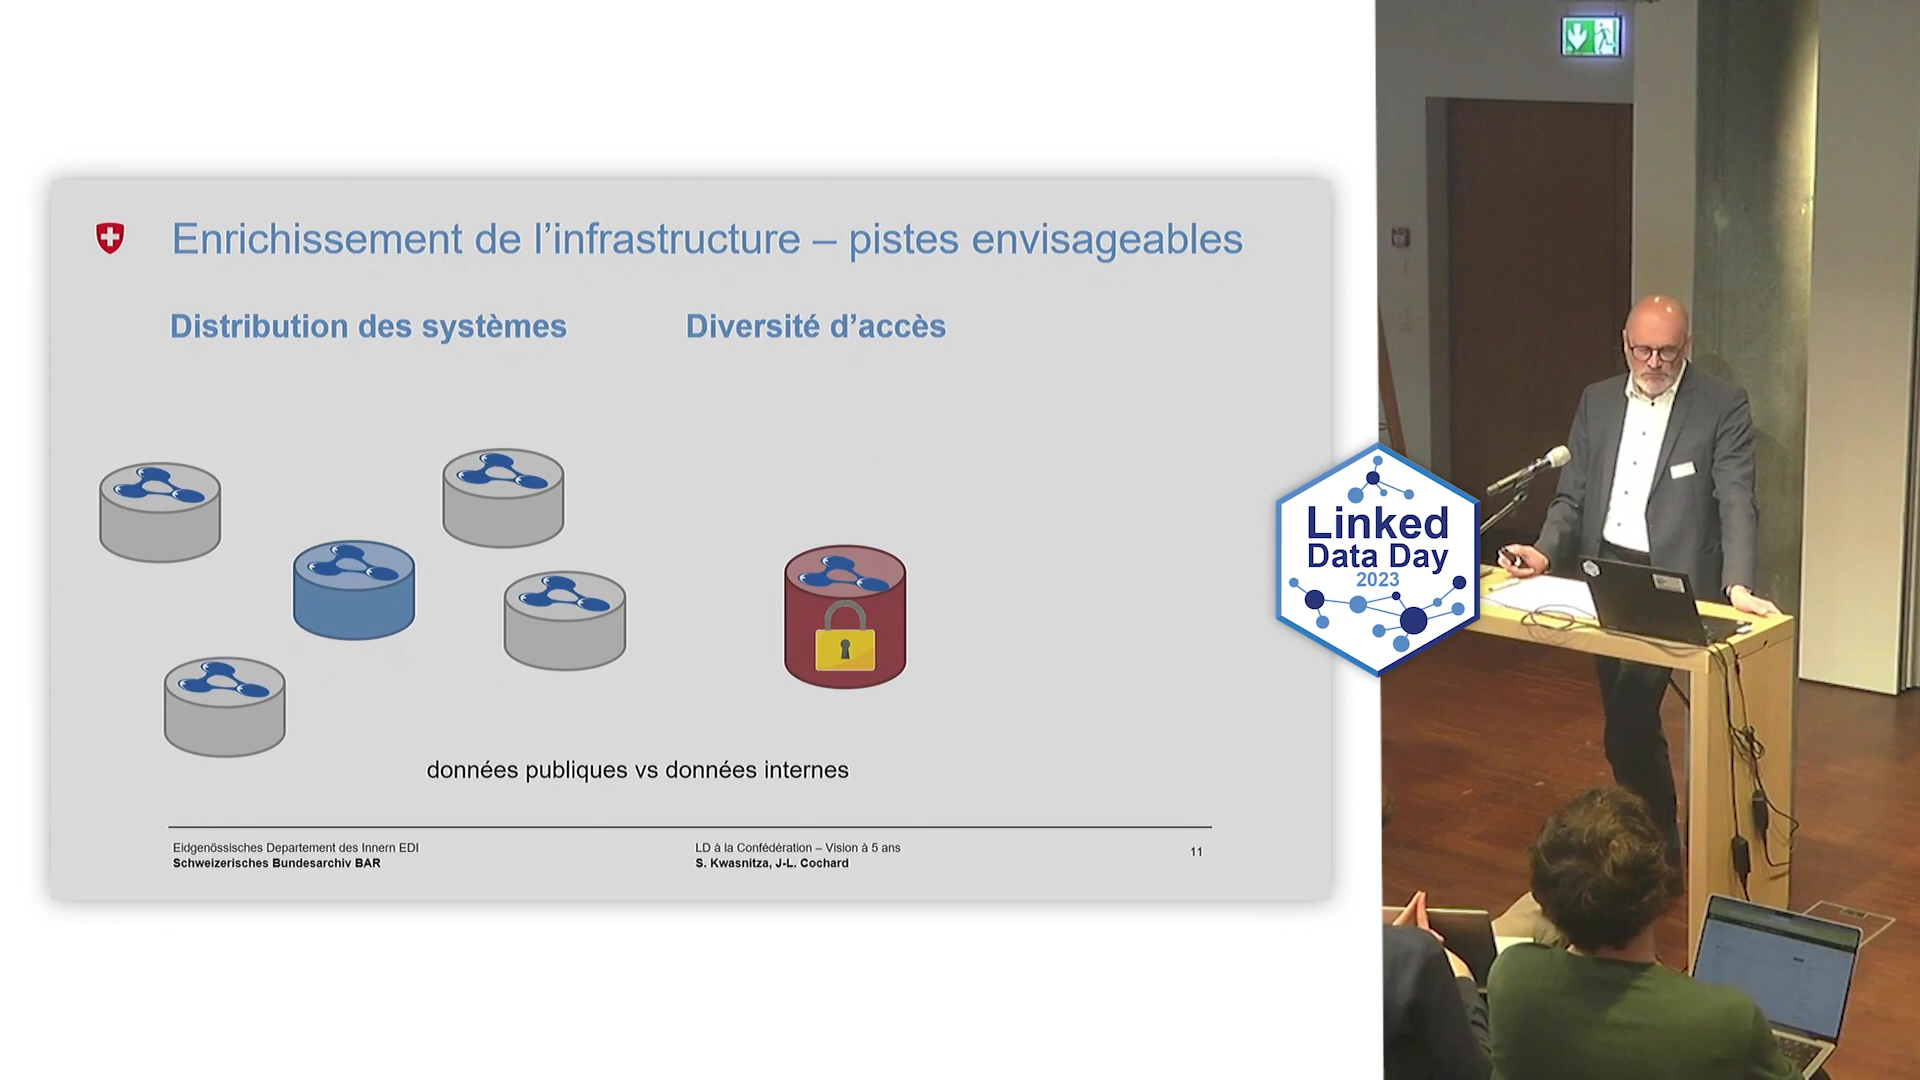 Enrichissement de l’infrastructure – pistes envisageables
Distribution des systèmes
Diversité d’accès
données publiques vs données internes
Eidgenössisches Departement des Innern EDI
Schweizerisches Bundesarchiv BAR
LD à la Confédération – Vision à 5 ans
S. Kwasnitza, J-L. Cochard
11
Linked
Data Day
2023